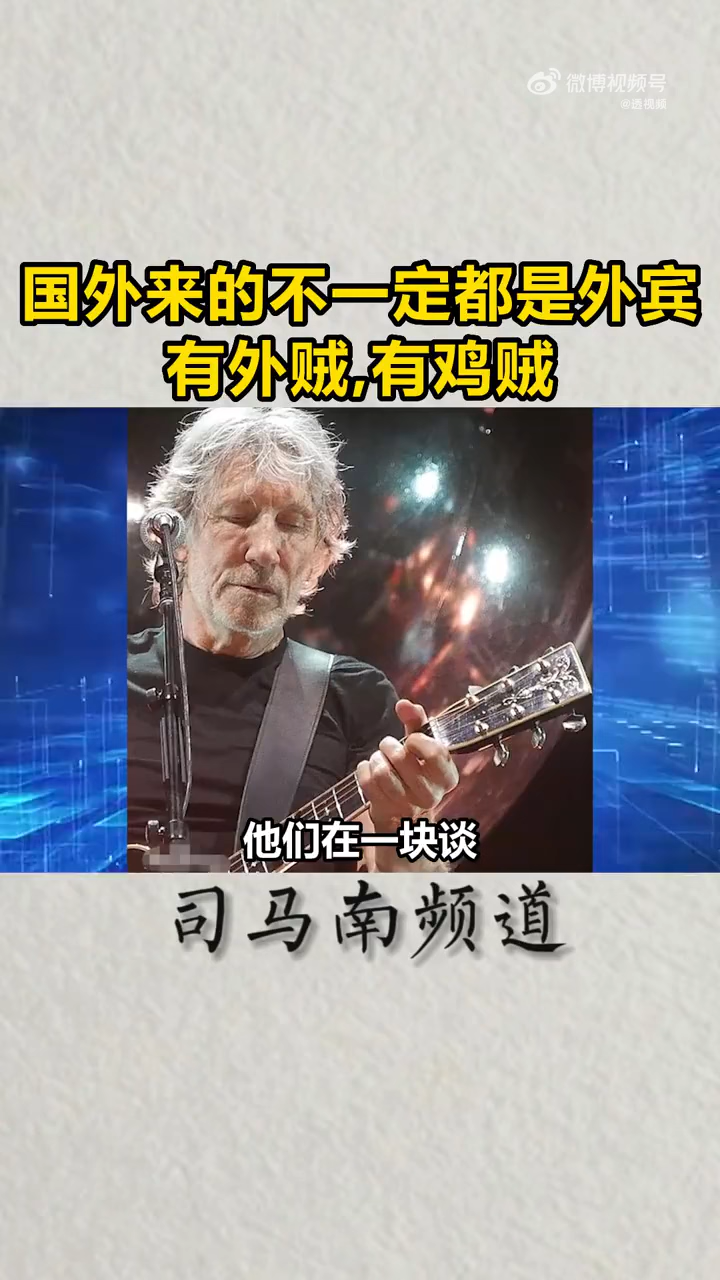 微博视频号
@透视频
国外来的不一定都是外宾
有外贼,有鸡贼
他们在一块谈
司马南频道